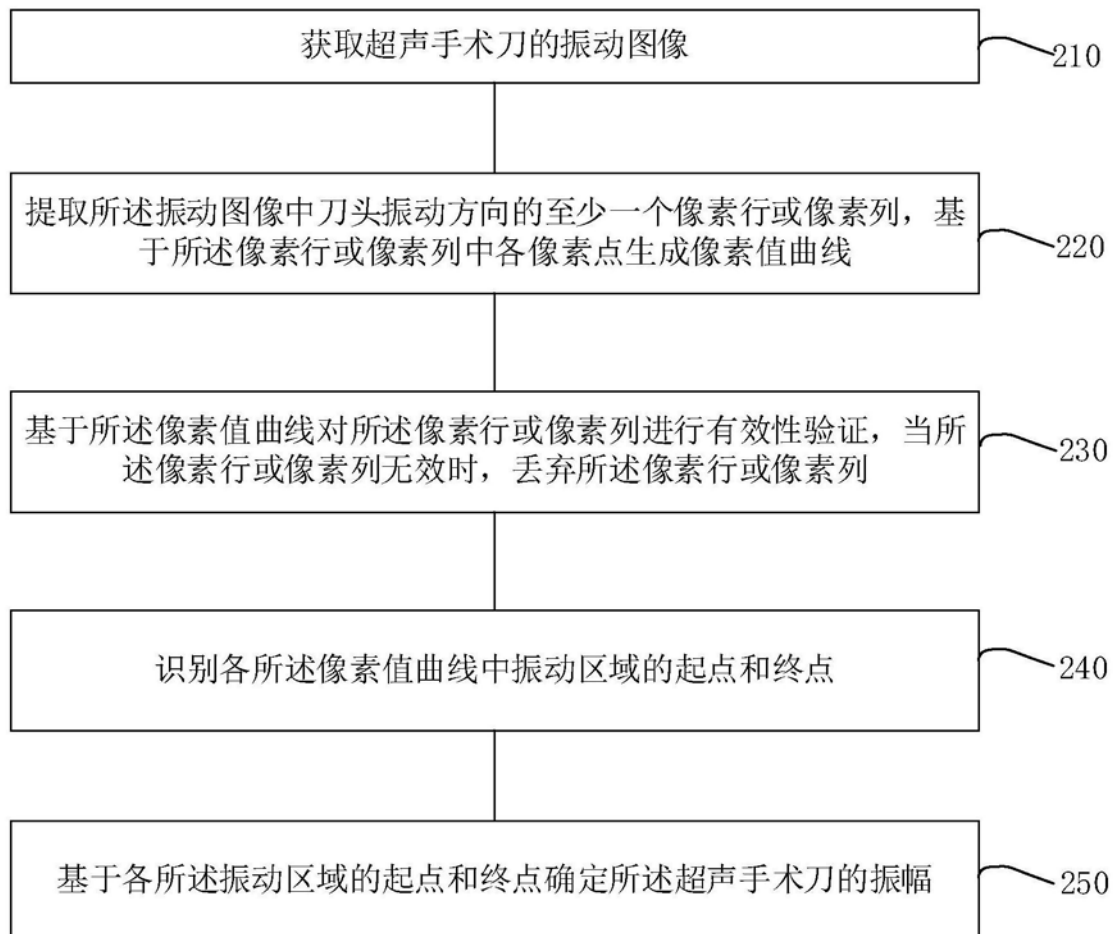 获取超声手术刀的振动图像
210
提取所述振动图像中刀头振动方向的至少一个像素行或像素列，基
于所述像素行或像素列中各像素点生成像素值曲线
220
基于所述像素值曲线对所述像素行或像素列进行有效性验证，当所
述像素行或像素列无效时，丢弃所述像素行或像素列
230
识别各所述像素值曲线中振动区域的起点和终点
240
基于各所述振动区域的起点和终点确定所述超声手术刀的振幅
250